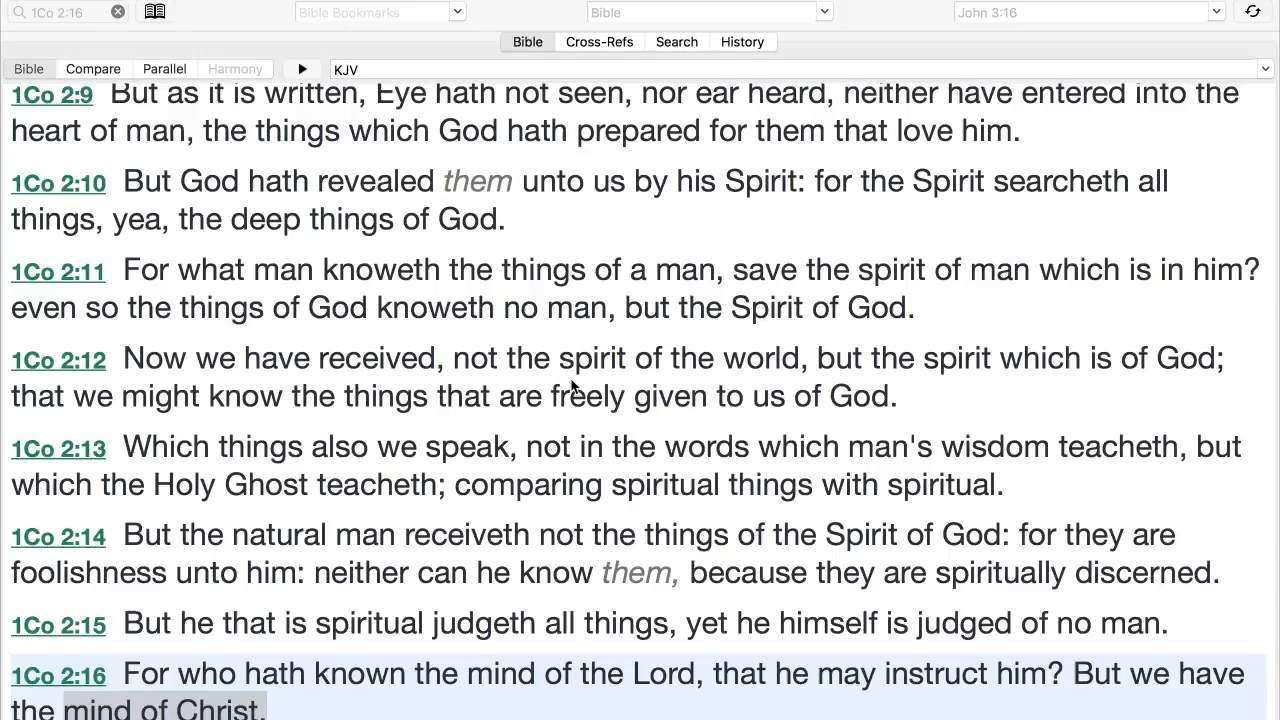 1Co 2:16
Bible Bookmarks
Bible
John 3:16
Bible Cross-Refs Search History
Bible Compare Parallel Harmony
KJV
1Co 2:9 But as it is written, Eye hath not seen, nor ear heard, neither have entered into the
heart of man, the things which God hath prepared for them that love him.
1Co 2:10 But God hath revealed them unto us by his Spirit: for the Spirit searcheth all
things, yea, the deep things of God.
1Co 2:11 For what man knoweth the things of a man, save the spirit of man which is in him?
even so the things of God knoweth no man, but the Spirit of God.
1Co 2:12 Now we have received, not the spirit of the world, but the spirit which is of God;
that we might know the things that are freely given to us of God.
1Co 2:13 Which things also we speak, not in the words which man's wisdom teacheth, but
which the Holy Ghost teacheth; comparing spiritual things with spiritual.
1Co 2:14 But the natural man receiveth not the things of the Spirit of God: for they are
foolishness unto him: neither can he know them, because they are spiritually discerned.
1Co 2:15 But he that is spiritual judgeth all things, yet he himself is judged of no man.
1Co 2:16 For who hath known the mind of the Lord, that he may instruct him? But we have
the mind of Christ.